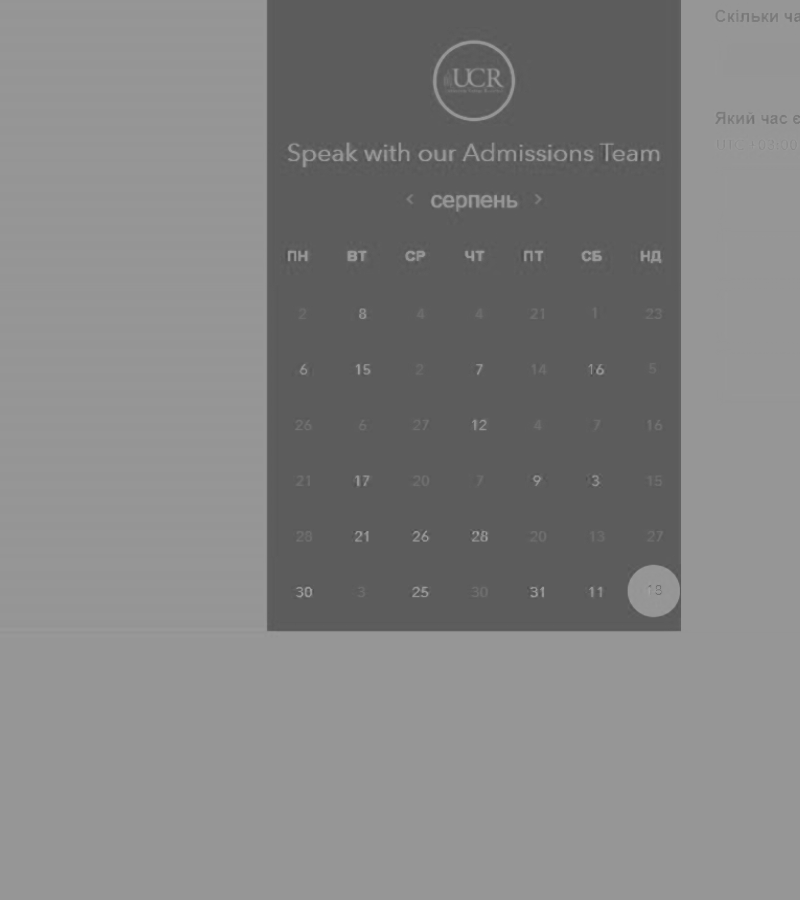 Скільки ча
UCR
Який час є
Speak with our Admissions Team
серпень
ПН ВТ СР ЧТ ПТ СБ НД
2 8 4 4 21 1 23
6 15 2 7 14 16 5
26 6 27 12 4 7 16
21 17 20 7 9 3 15
28 21 26 28 20 13 27
30 3 25 30 31 11 18